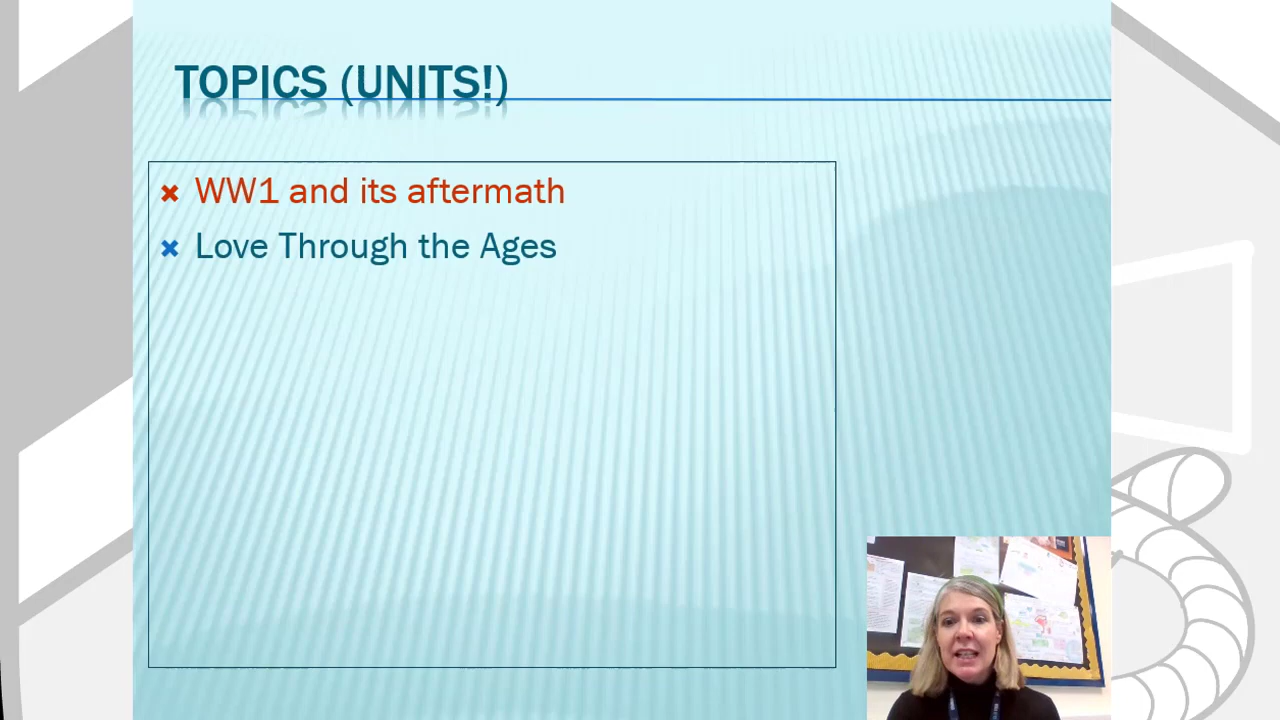 TOPICS (UNITS!)
WW1 and its aftermath
Love Through the Ages